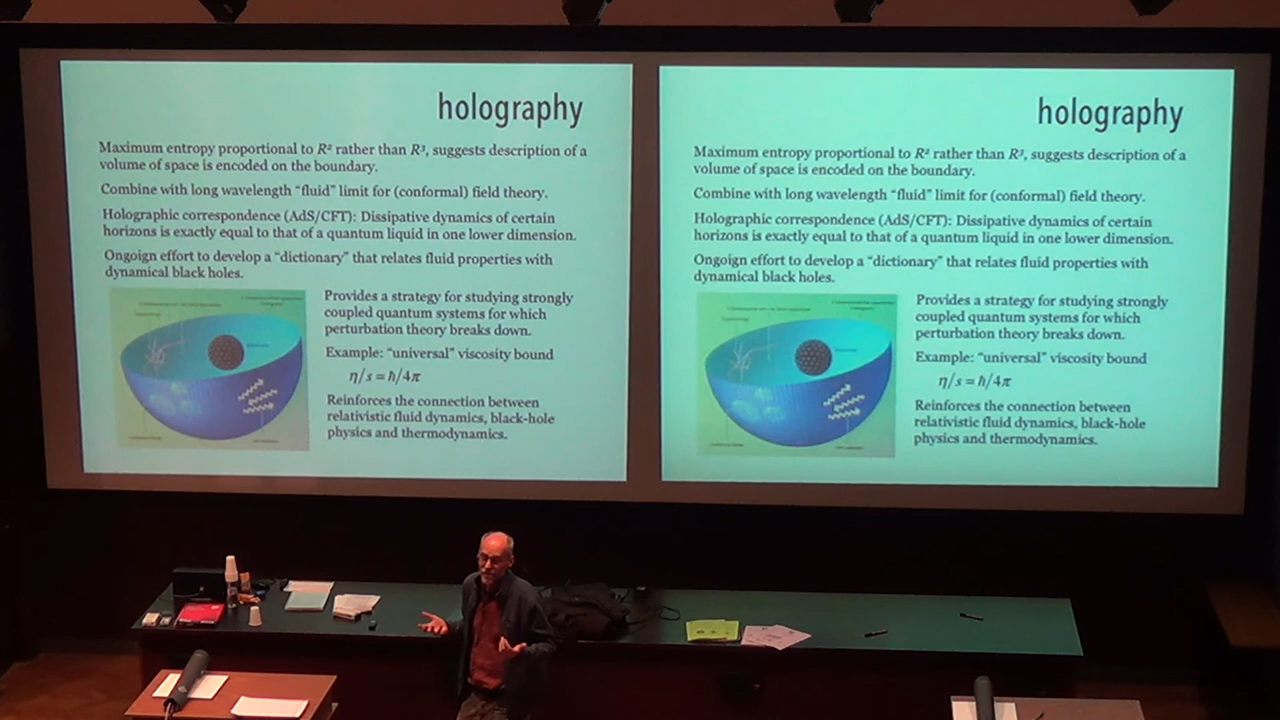 holography
Maximum entropy proportional to R² rather than R³, suggests description of a
volume of space is encoded on the boundary.
Combine with long wavelength “fluid” limit for (conformal) field theory.
Holographic correspondence (AdS/CFT): Dissipative dynamics of certain
horizons is exactly equal to that of a quantum liquid in one lower dimension.
Ongoign effort to develop a “dictionary” that relates fluid properties with
dynamical black holes.
Provides a strategy for studying strongly
coupled quantum systems for which
perturbation theory breaks down.
Example: “universal” viscosity bound
η/s = ħ/4π
Reinforces the connection between
relativistic fluid dynamics, black-hole
physics and thermodynamics.
holography
Maximum entropy proportional to R² rather than R³, suggests description of a
volume of space is encoded on the boundary.
Combine with long wavelength “fluid” limit for (conformal) field theory.
Holographic correspondence (AdS/CFT): Dissipative dynamics of certain
horizons is exactly equal to that of a quantum liquid in one lower dimension.
Ongoign effort to develop a “dictionary” that relates fluid properties with
dynamical black holes.
Provides a strategy for studying strongly
coupled quantum systems for which
perturbation theory breaks down.
Example: “universal” viscosity bound
η/s = ħ/4π
Reinforces the connection between
relativistic fluid dynamics, black-hole
physics and thermodynamics.